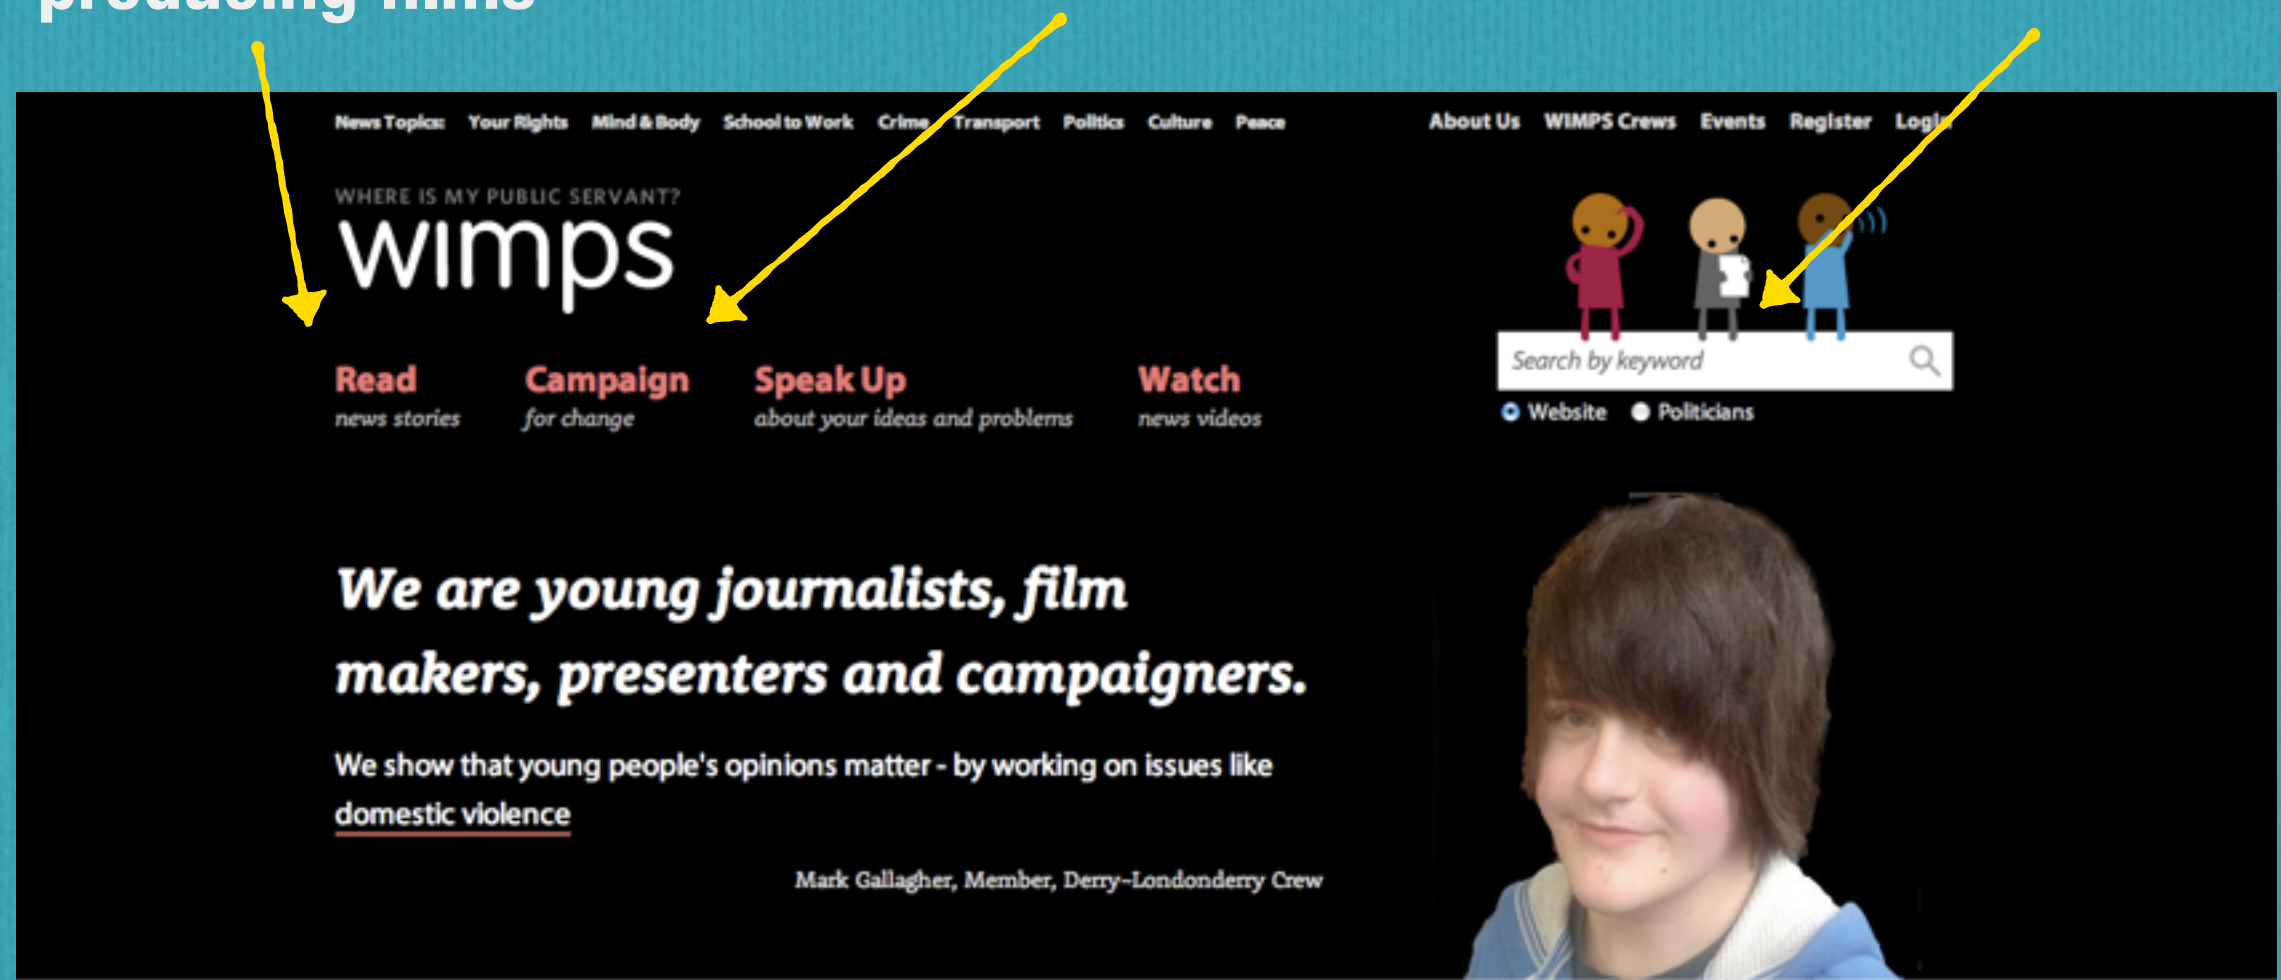 producing films
News Topics: Your Rights Mind & Body School to Work Crime Transport Politics Culture Peace
About Us WIMPS Crews Events Register Login
WHERE IS MY PUBLIC SERVANT?
wimps
Read Campaign Speak Up Watch
news stories for change about your ideas and problems news videos
Search by keyword
Website Politicians
We are young journalists, film
makers, presenters and campaigners.
We show that young people's opinions matter - by working on issues like
domestic violence
Mark Gallagher, Member, Derry-Londonderry Crew